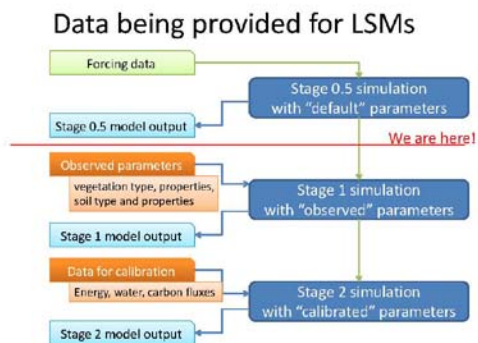 Data being provided for LSMs
Forcing data
Stage 0.5 simulation
with “default” parameters
Stage 0.5 model output
We are here!
Observed parameters
vegetation type, properties,
soil type and properties
Stage 1 simulation
with “observed” parameters
Stage 1 model output
Data for calibration
Energy, water, carbon fluxes
Stage 2 simulation
with “calibrated” parameters
Stage 2 model output